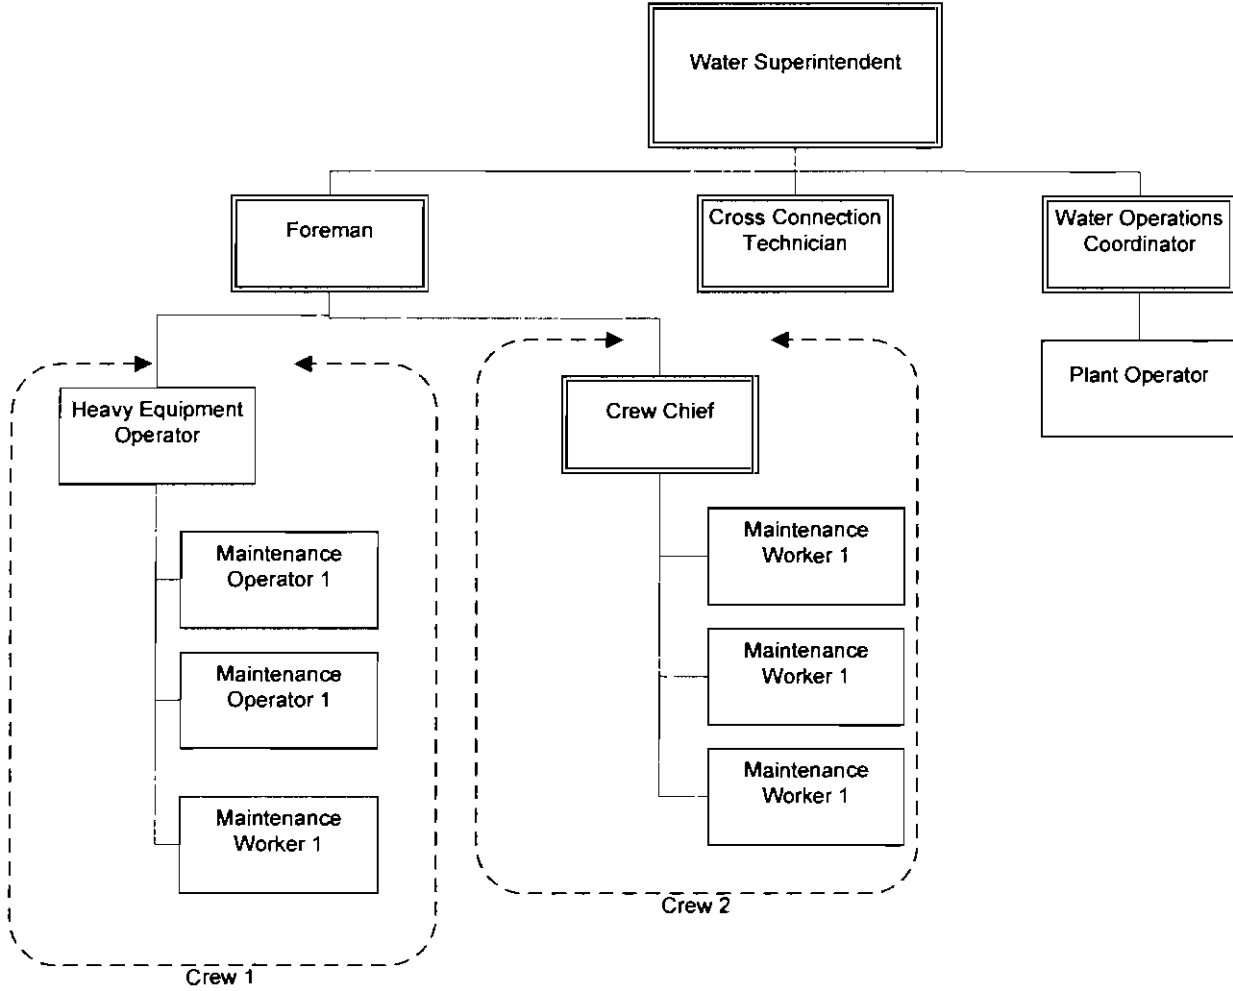 Water Superintendent
Foreman
Cross Connection
Technician
Water Operations
Coordinator
Plant Operator
Heavy Equipment
Operator
Crew Chief
Maintenance
Operator 1
Maintenance
Operator 1
Maintenance
Worker 1
Crew 1
Maintenance
Worker 1
Maintenance
Worker 1
Maintenance
Worker 1
Crew 2